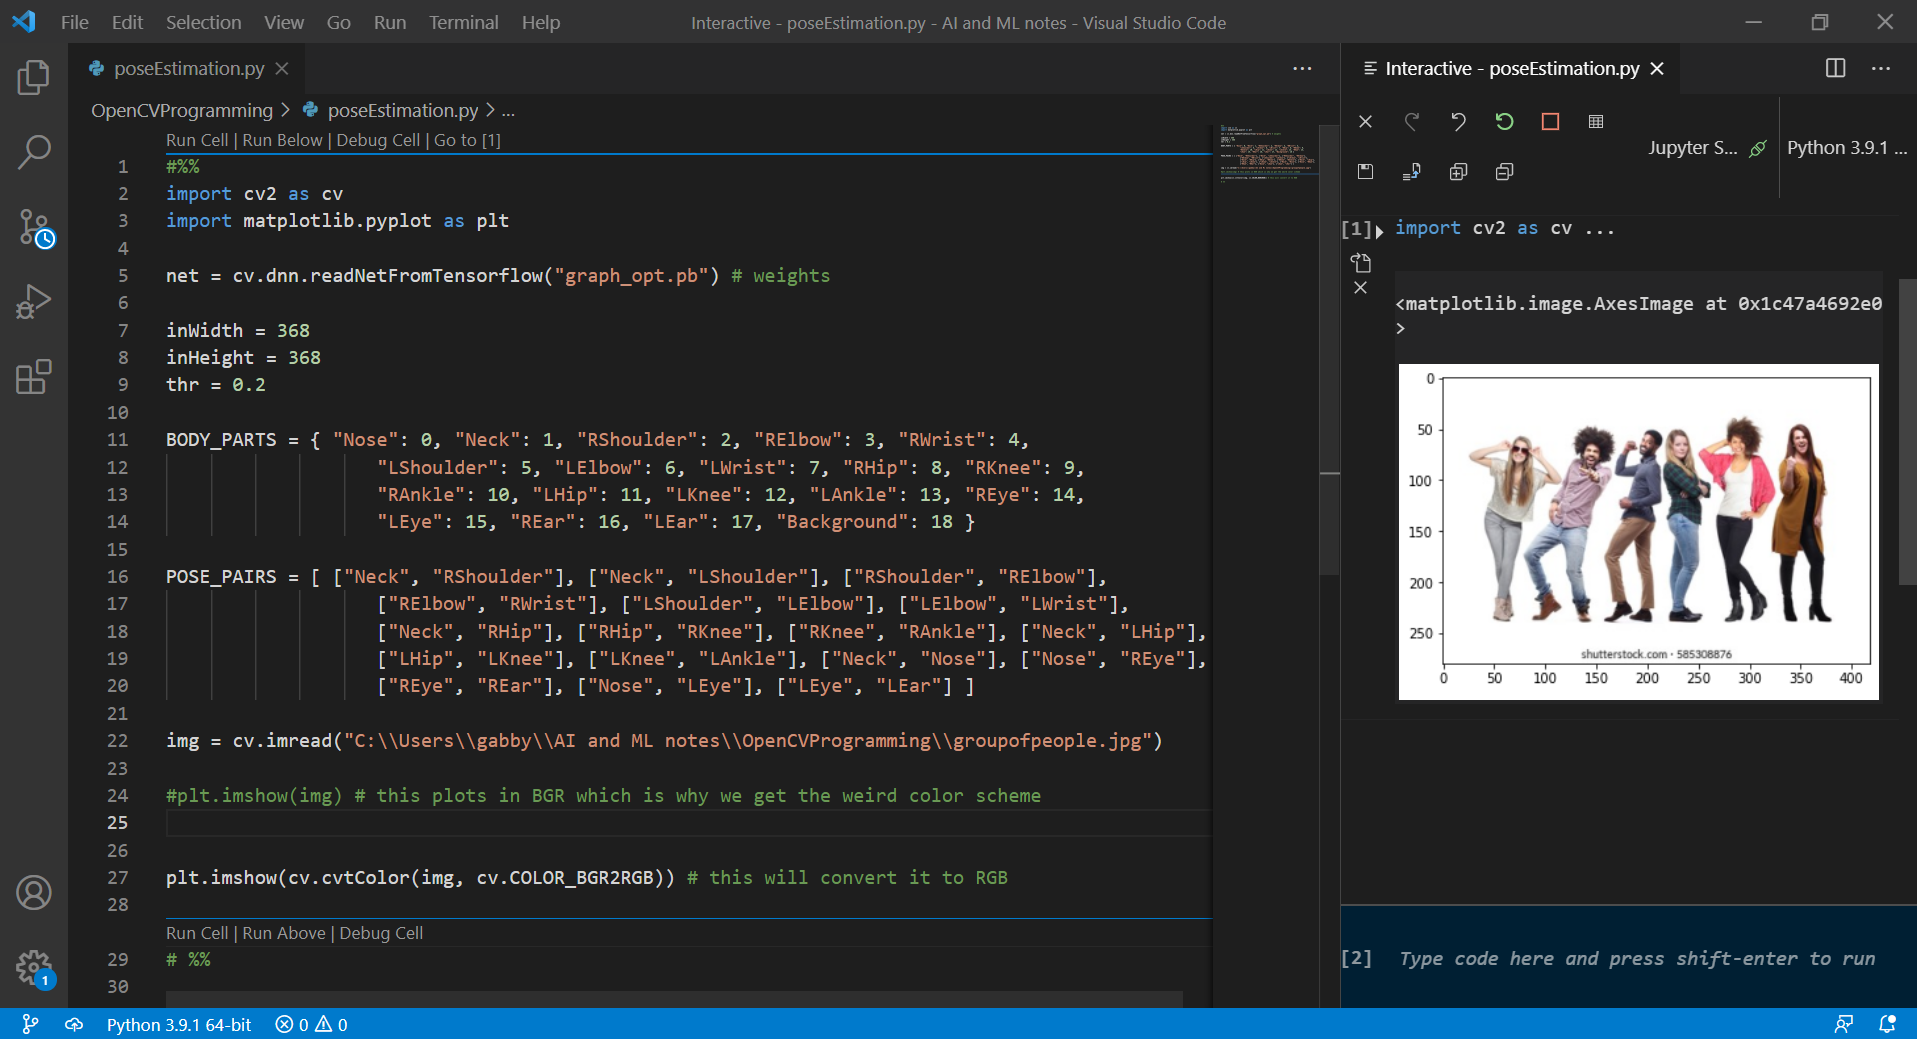 File Edit Selection View Go Run Terminal Help
Interactive - poseEstimation.py - AI and ML notes - Visual Studio Code
poseEstimation.py
OpenCVProgramming > poseEstimation.py > ...
Run Cell | Run Below | Debug Cell | Go to [1]
1 #%%
2 import cv2 as cv
3 import matplotlib.pyplot as plt
4
5 net = cv.dnn.readNetFromTensorflow("graph_opt.pb") # weights
6
7 inWidth = 368
8 inHeight = 368
9 thr = 0.2
10
11 BODY_PARTS = { "Nose": 0, "Neck": 1, "RShoulder": 2, "RElbow": 3, "RWrist": 4,
12 "LShoulder": 5, "LElbow": 6, "LWrist": 7, "RHip": 8, "RKnee": 9,
13 "RAnkle": 10, "LHip": 11, "LKnee": 12, "LAnkle": 13, "REye": 14,
14 "LEye": 15, "REar": 16, "LEar": 17, "Background": 18 }
15
16 POSE_PAIRS = [ ["Neck", "RShoulder"], ["Neck", "LShoulder"], ["RShoulder", "RElbow"],
17 ["RElbow", "RWrist"], ["LShoulder", "LElbow"], ["LElbow", "LWrist"],
18 ["Neck", "RHip"], ["RHip", "RKnee"], ["RKnee", "RAnkle"], ["Neck", "LHip"],
19 ["LHip", "LKnee"], ["LKnee", "LAnkle"], ["Neck", "Nose"], ["Nose", "REye"],
20 ["REye", "REar"], ["Nose", "LEye"], ["LEye", "LEar"] ]
21
22 img = cv.imread("C:\\Users\\gabby\\AI and ML notes\\OpenCVProgramming\\groupofpeople.jpg")
23
24 #plt.imshow(img) # this plots in BGR which is why we get the weird color scheme
25
26
27 plt.imshow(cv.cvtColor(img, cv.COLOR_BGR2RGB)) # this will convert it to RGB
28
Run Cell | Run Above | Debug Cell
29 # %%
30
Interactive - poseEstimation.py
Jupyter S... Python 3.9.1 ...
[1] import cv2 as cv ...
<matplotlib.image.AxesImage at 0x1c47a4692e0
>
0
50
100
150
200
250
shutterstock.com · 585308876
0 50 100 150 200 250 300 350 400
[2] Type code here and press shift-enter to run
1
Python 3.9.1 64-bit 0 0